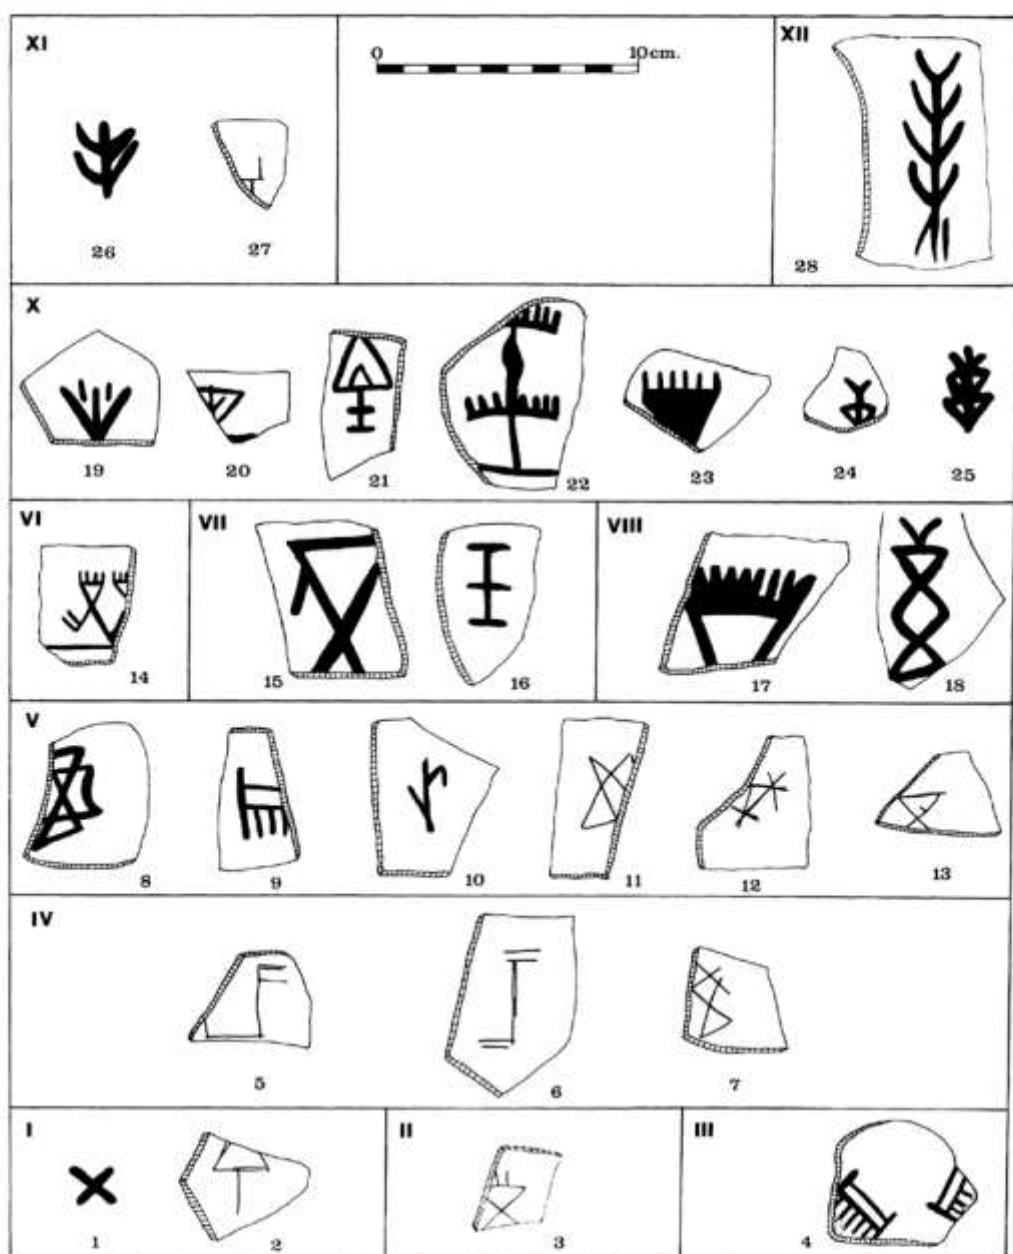 XI
0 10cm.
XII
26 27
28
X
19 20 21 22 23 24 25
VI VII VIII
14 15 16 17 18
V
8 9 10 11 12 13
IV
5 6 7
I II III
1 2 3 4